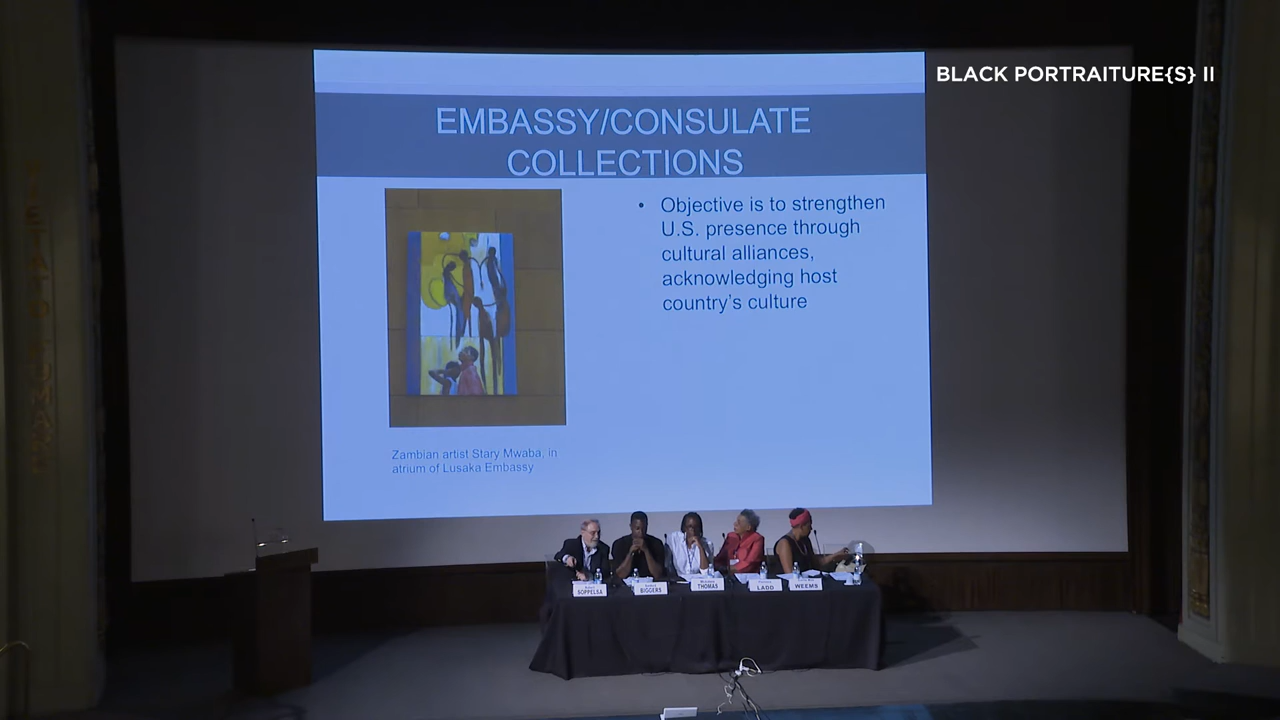 BLACK PORTRAITURE{S} II
EMBASSY/CONSULATE
COLLECTIONS
• Objective is to strengthen
U.S. presence through
cultural alliances,
acknowledging host
country's culture
Zambian artist Stary Mwaba, in
atrium of Lusaka Embassy
SOPPELSA
BIGGERS
THOMAS
LADD
WEEMS